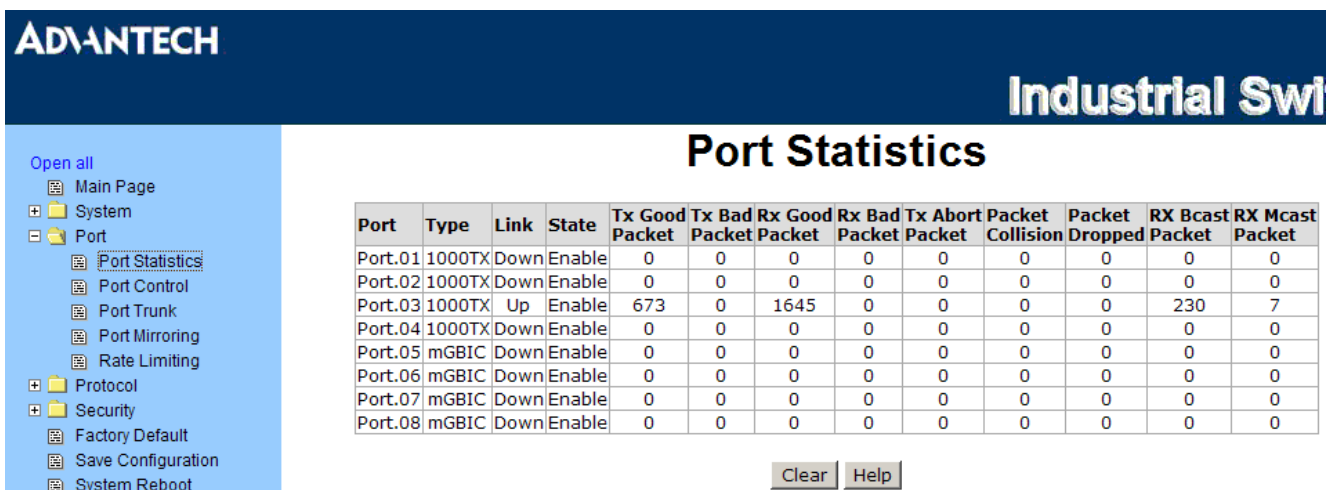 ADVANTECH
Industrial Swi
Open all
Main Page
System
Port
Port Statistics
Port Control
Port Trunk
Port Mirroring
Rate Limiting
Protocol
Security
Factory Default
Save Configuration
System Reboot
Port Statistics
Port Type Link State Tx Good Packet Tx Bad Packet Rx Good Packet Rx Bad Packet Tx Abort Packet Packet Collision Packet Dropped RX Bcast Packet RX Mcast Packet
Port.01 1000TX Down Enable 0 0 0 0 0 0 0 0 0
Port.02 1000TX Down Enable 0 0 0 0 0 0 0 0 0
Port.03 1000TX Up Enable 673 0 1645 0 0 0 0 230 7
Port.04 1000TX Down Enable 0 0 0 0 0 0 0 0 0
Port.05 mGBIC Down Enable 0 0 0 0 0 0 0 0 0
Port.06 mGBIC Down Enable 0 0 0 0 0 0 0 0 0
Port.07 mGBIC Down Enable 0 0 0 0 0 0 0 0 0
Port.08 mGBIC Down Enable 0 0 0 0 0 0 0 0 0
Clear Help